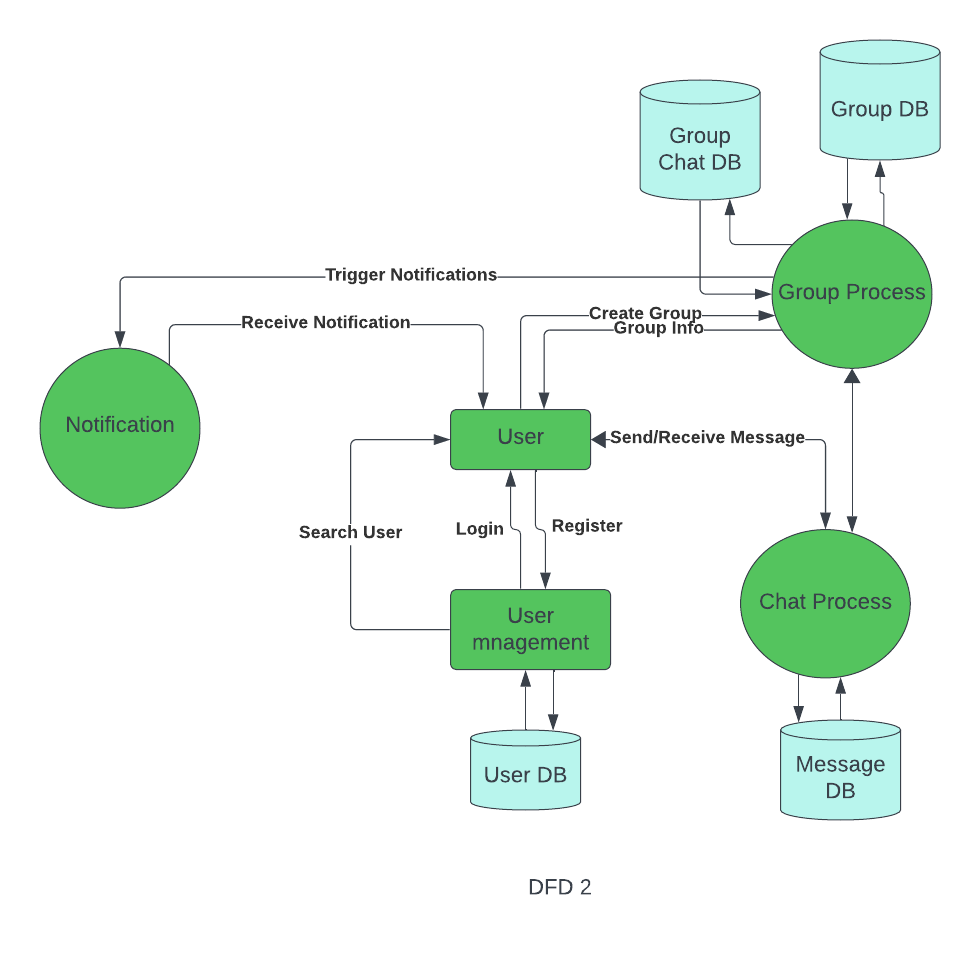 Group DB
Group
Chat DB
Trigger Notifications
Group Process
Receive Notification
Create Group
Group Info
Notification
User
Send/Receive Message
Search User
Login
Register
Chat Process
User
mnagement
User DB
Message
DB
DFD 2